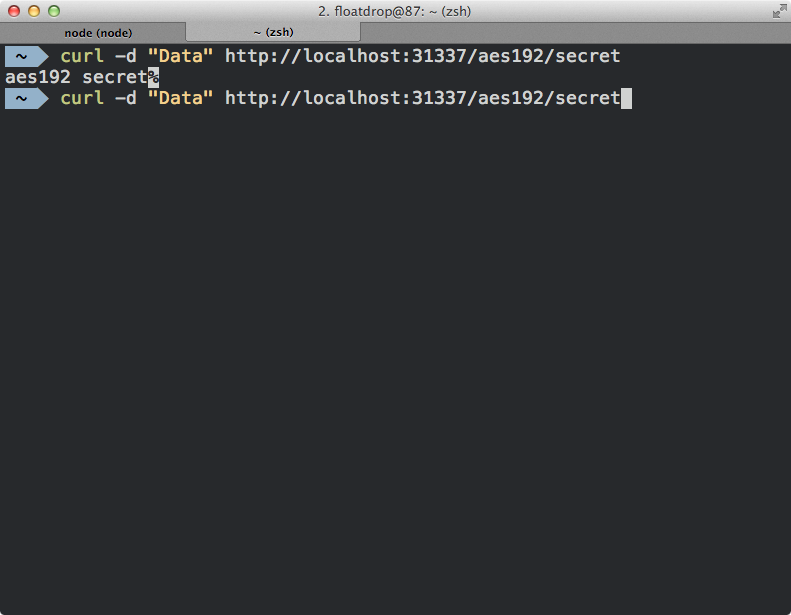 2. floatdrop@87: ~ (zsh)
node (node)
~ (zsh)
~ curl -d "Data" http://localhost:31337/aes192/secret
aes192 secret%
~ curl -d "Data" http://localhost:31337/aes192/secret